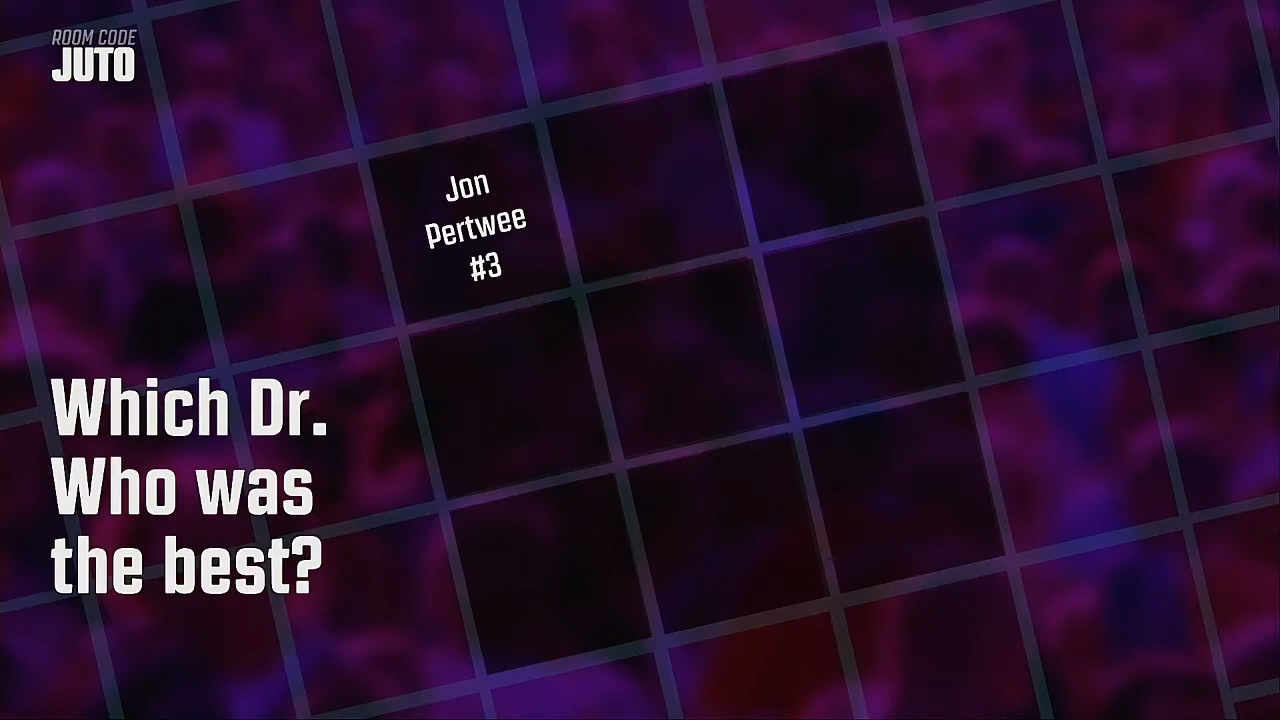 ROOM CODE
JUTO
Jon
Pertwee
#3
Which Dr.
Who was
the best?